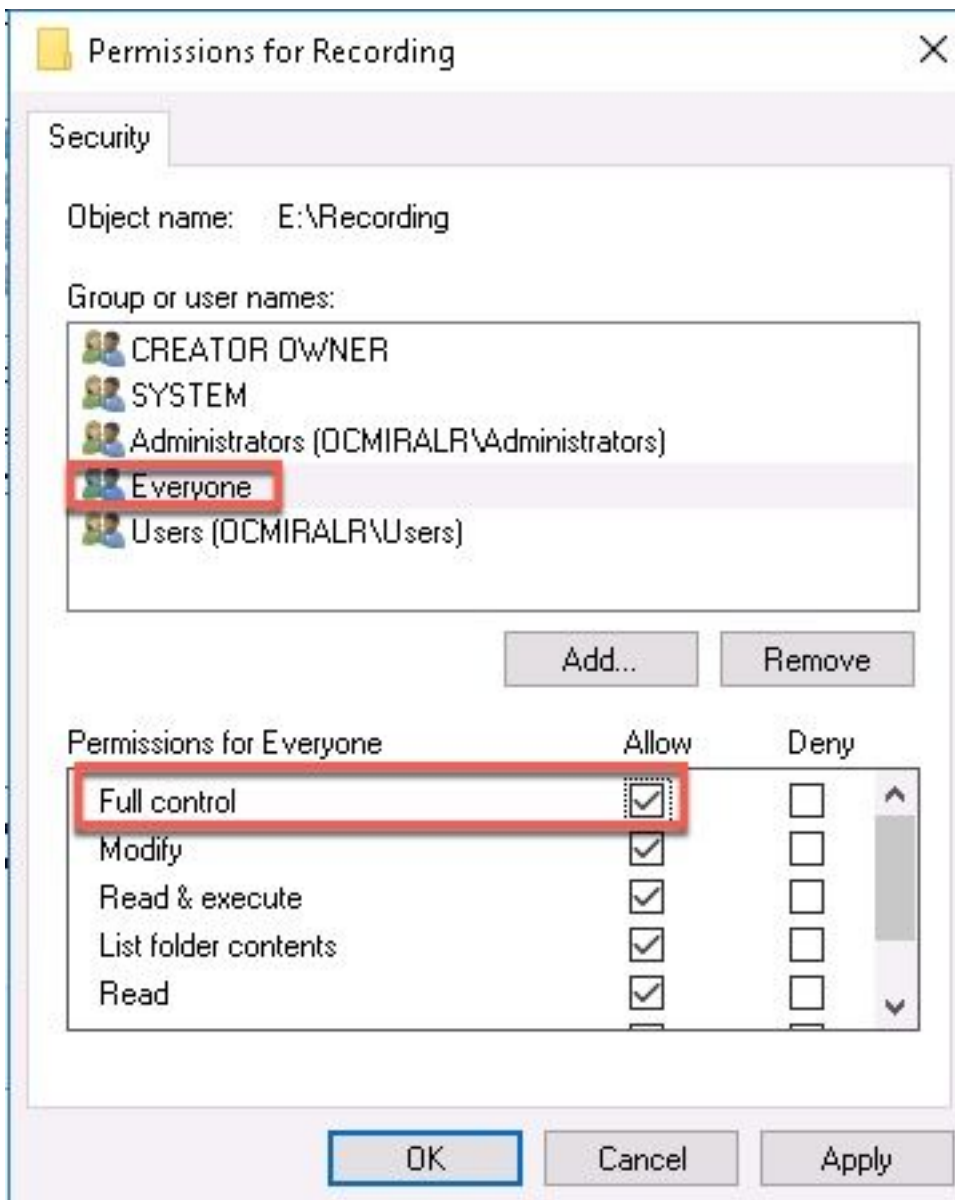 Permissions for Recording
Security
Object name: E:\Recording
Group or user names:
CREATOR OWNER
SYSTEM
Administrators (OCMIRALR\Administrators)
Everyone
Users (OCMIRALR\Users)
Add... Remove
Permissions for Everyone Allow Deny
Full control
Modify
Read & execute
List folder contents
Read
OK Cancel Apply